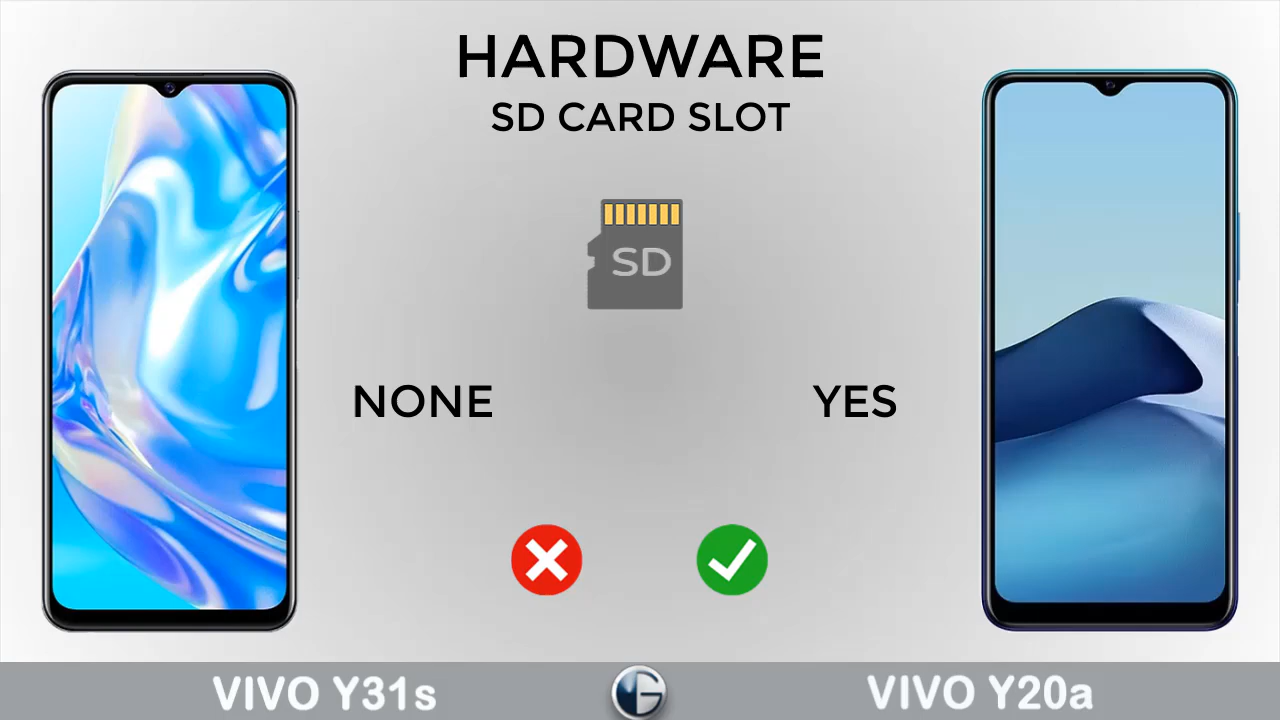 HARDWARE
SD CARD SLOT
SD
NONE
YES
VIVO Y31s
VIVO Y20a